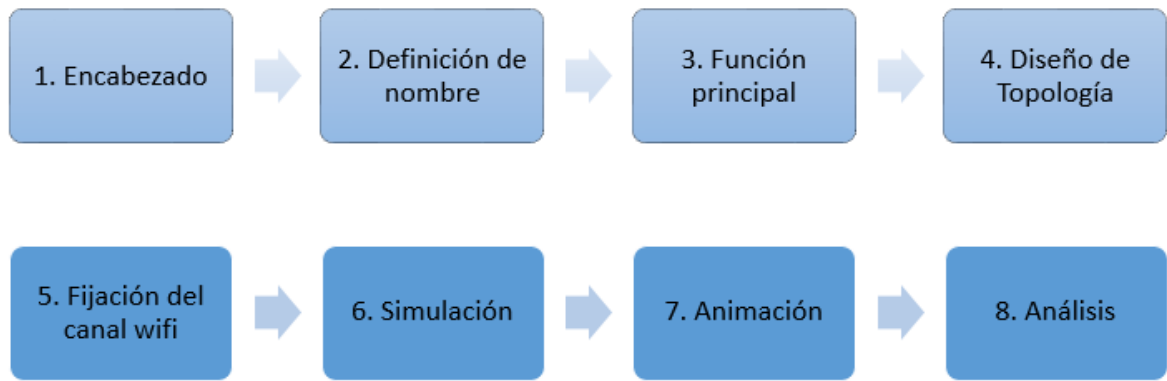 1. Encabezado
2. Definición de
nombre
3. Función
principal
4. Diseño de
Topología
5. Fijación del
canal wifi
6. Simulación
7. Animación
8. Análisis